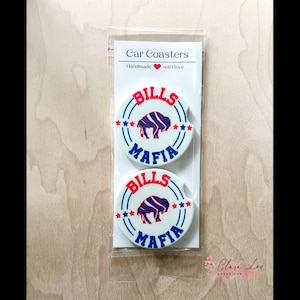 Car Coasters
Handmade ❤ with love
BILLS
MAFIA
BILLS
MAFIA